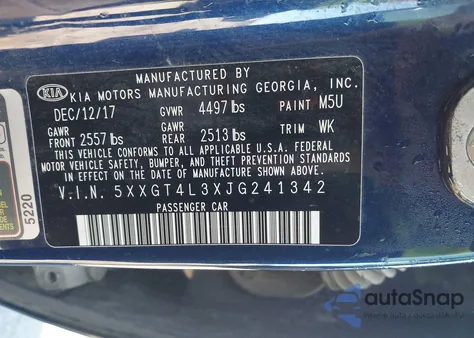 MANUFACTURED BY
KIA KIA MOTORS MANUFACTURING GEORGIA, INC.
DEC/12/17 GVWR 4497 lbs PAINT M5U
GAWR FRONT 2557 lbs GAWR REAR 2513 lbs TRIM WK
THIS VEHICLE CONFORMS TO ALL APPLICABLE U.S.A. FEDERAL
MOTOR VEHICLE SAFETY, BUMPER, AND THEFT PREVENTION
STANDARDS IN EFFECT ON THE DATE OF MANUFACTURE SHOWN ABOVE.
V.I.N. 5XXGT4L3XJG241342
PASSENGER CAR
5220
autoSnap